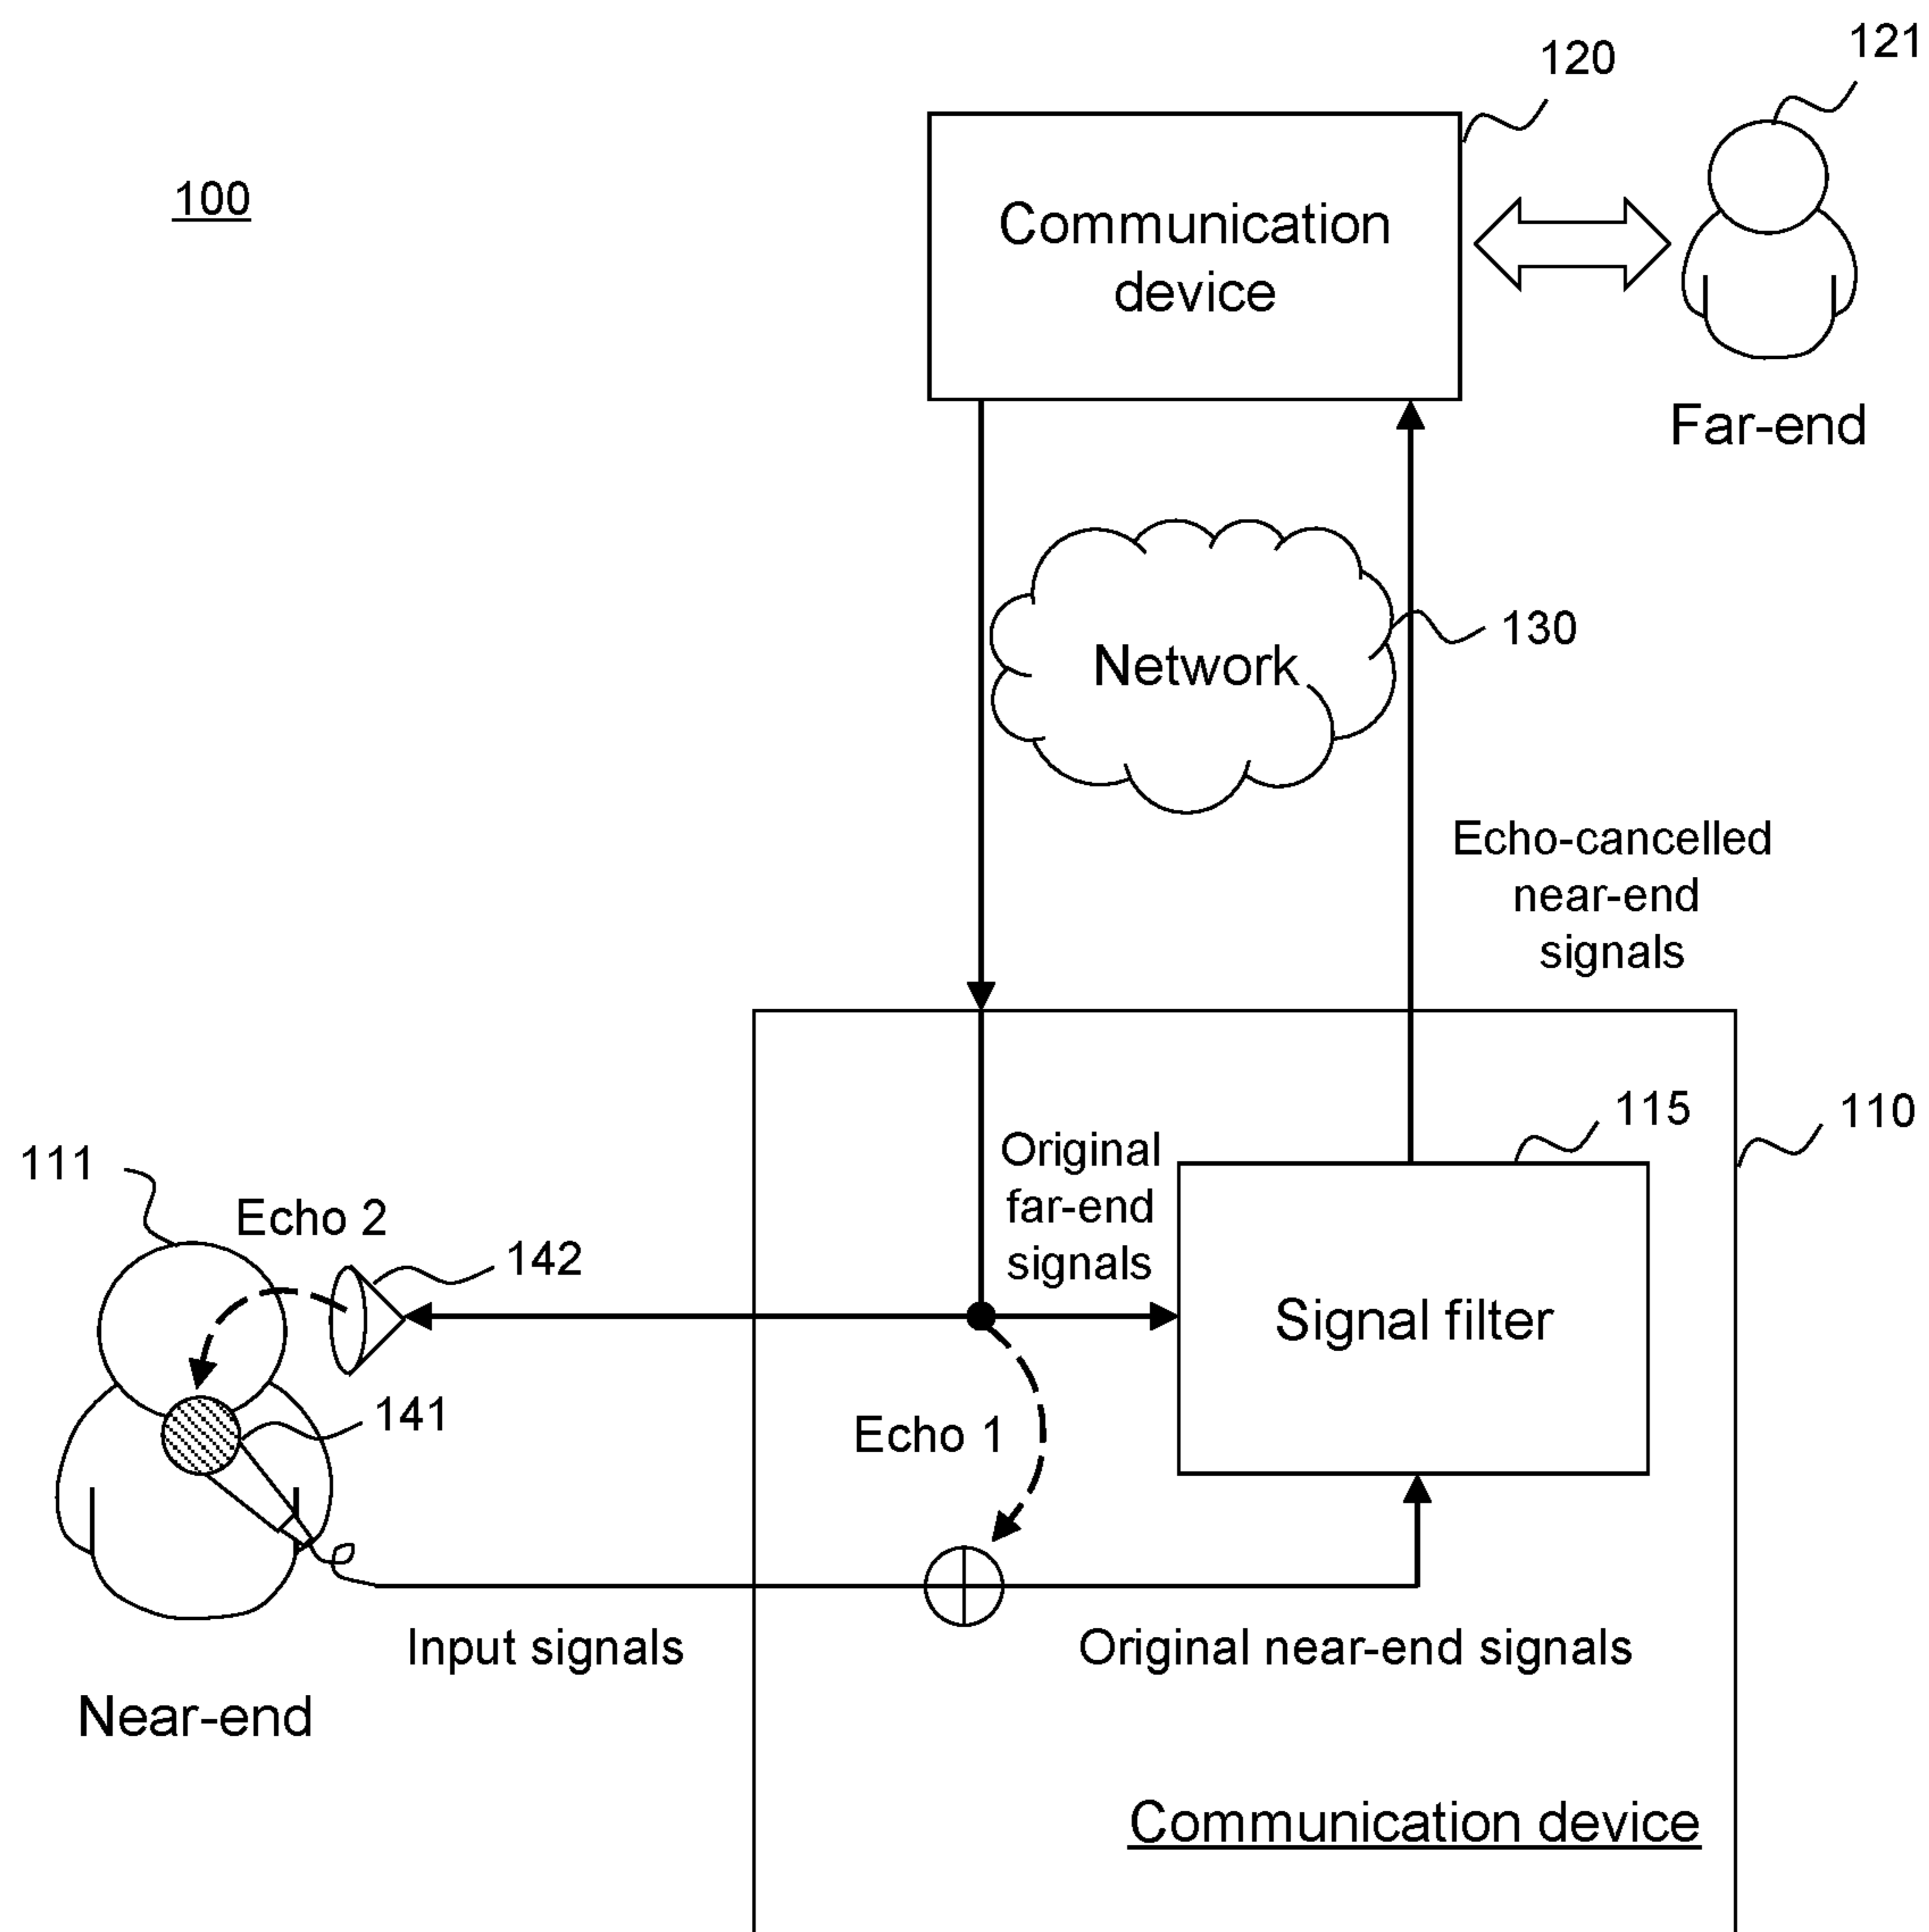 121
120
100
Communication
device
Far-end
130
Network
Echo-cancelled
near-end
signals
115
110
111
Original
far-end
signals
Echo 2
142
Signal filter
141
Echo 1
Input signals
Original near-end signals
Near-end
Communication device